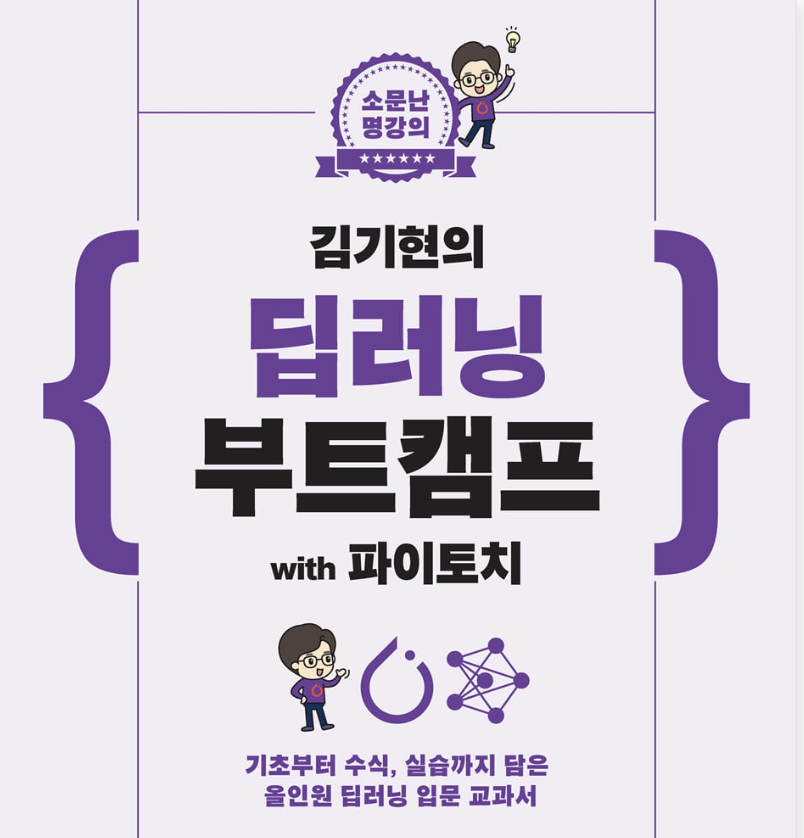 소문난
명강의
김기현의
딥러닝
부트캠프
with 파이토치
기초부터 수식, 실습까지 담은
올인원 딥러닝 입문 교과서